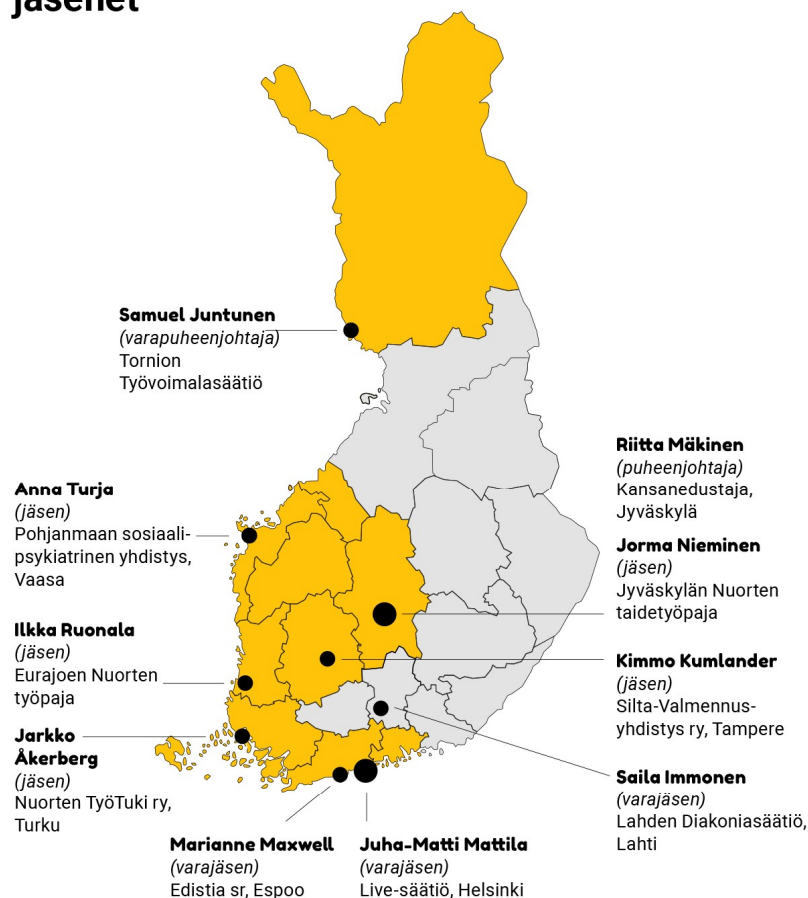 jäsenet
Samuel Juntunen
(varapuheenjohtaja)
Tornion
Työvoimalasäätiö
Riitta Mäkinen
(puheenjohtaja)
Kansanedustaja,
Jyväskylä
Anna Turja
(jäsen)
Pohjanmaan sosiaali-
psykiatrinen yhdistys,
Vaasa
Jorma Nieminen
(jäsen)
Jyväskylän Nuorten
taidetyöpaja
Ilkka Ruonala
(jäsen)
Eurajoen Nuorten
työpaja
Kimmo Kumlander
(jäsen)
Silta-Valmennus-
yhdistys ry, Tampere
Jarkko
Åkerberg
(jäsen)
Nuorten TyöTuki ry,
Turku
Saila Immonen
(varajäsen)
Lahden Diakoniasäätiö,
Lahti
Marianne Maxwell
(varajäsen)
Edistia sr, Espoo
Juha-Matti Mattila
(varajäsen)
Live-säätiö, Helsinki